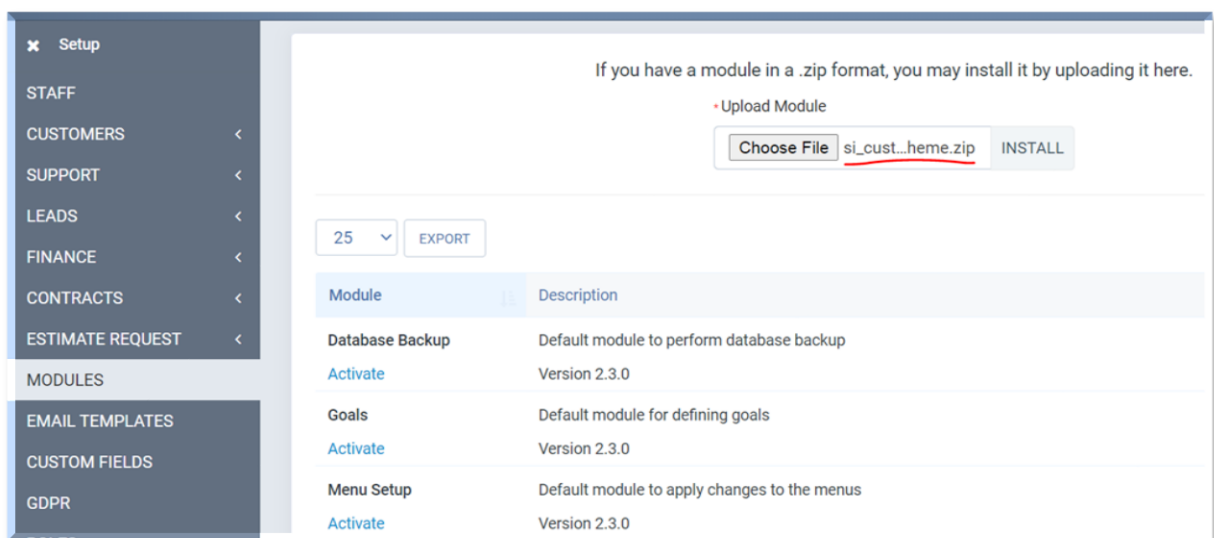 Setup
STAFF
CUSTOMERS
SUPPORT
LEADS
FINANCE
CONTRACTS
ESTIMATE REQUEST
MODULES
EMAIL TEMPLATES
CUSTOM FIELDS
GDPR
If you have a module in a .zip format, you may install it by uploading it here.
* Upload Module
Choose File si_cust...heme.zip INSTALL
25 EXPORT
Module Description
Database Backup Default module to perform database backup
Activate Version 2.3.0
Goals Default module for defining goals
Activate Version 2.3.0
Menu Setup Default module to apply changes to the menus
Activate Version 2.3.0